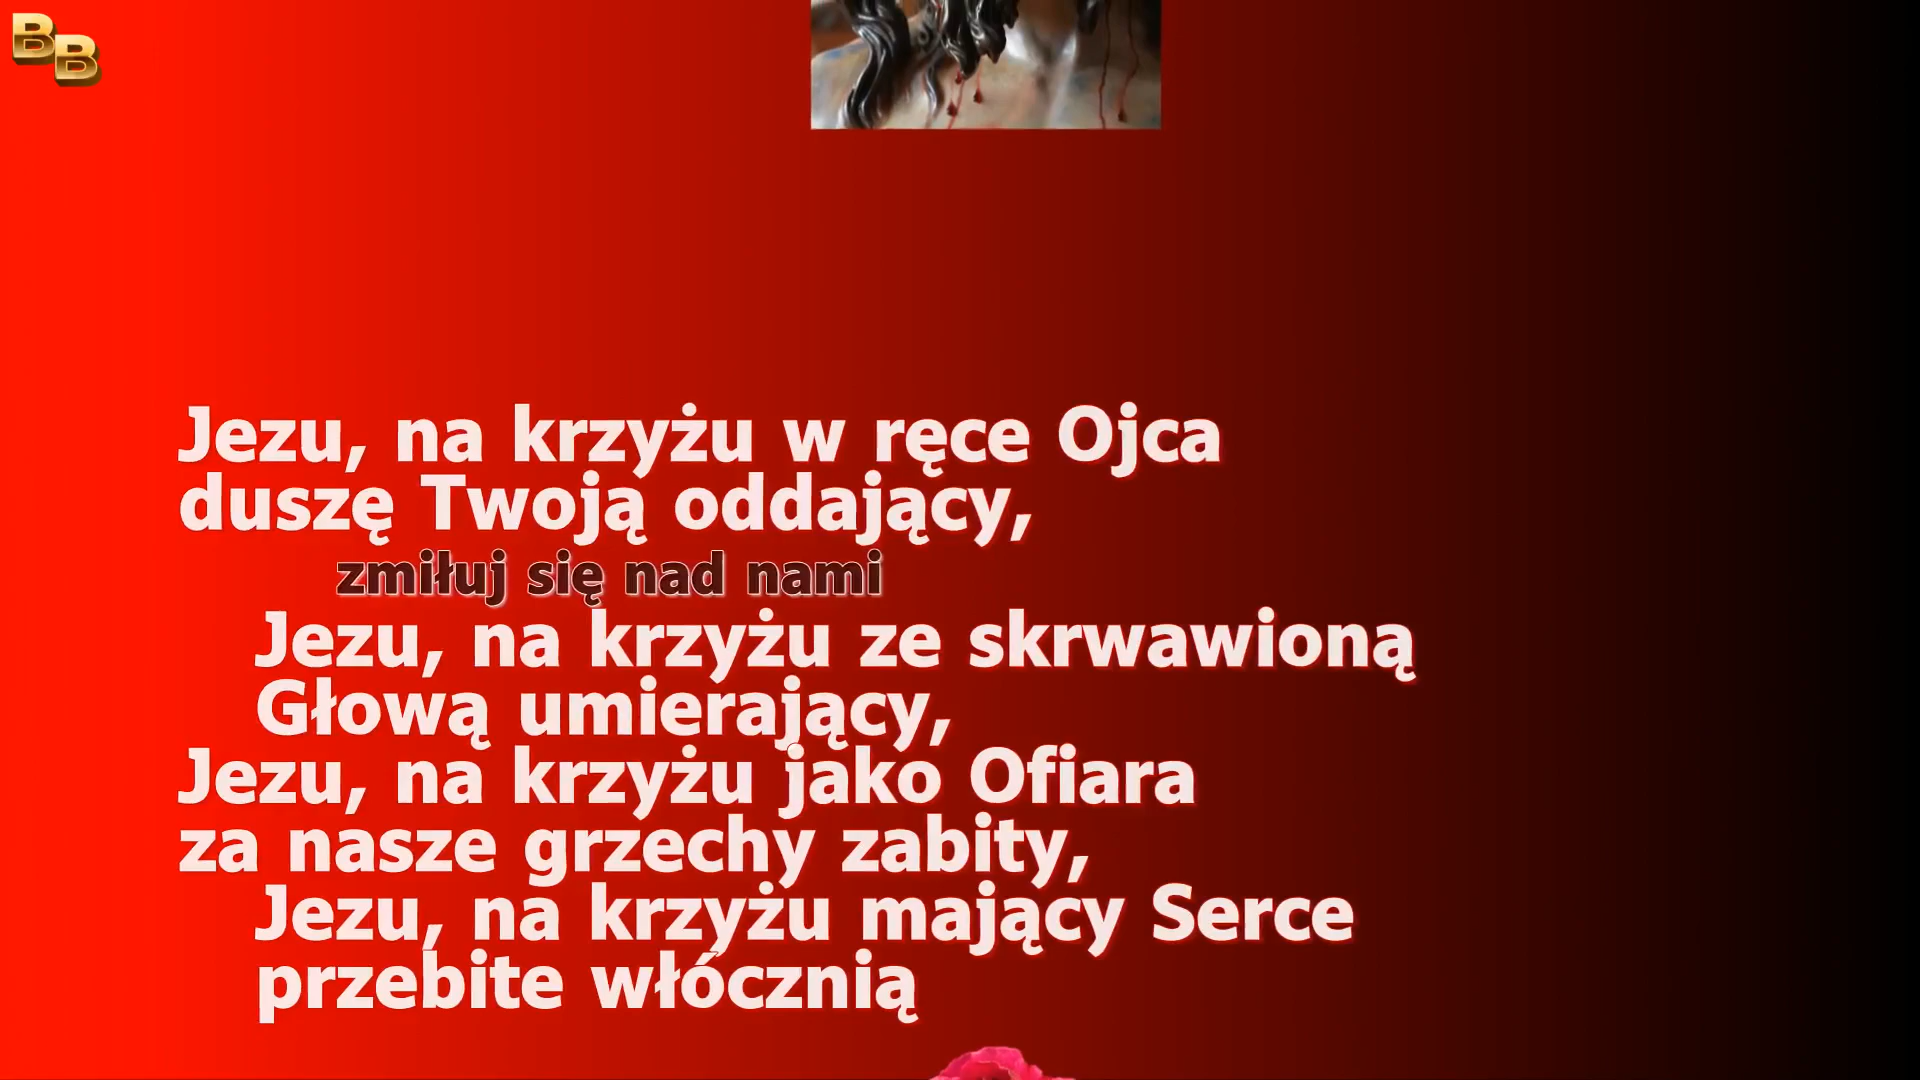 BB
Jezu, na krzyżu w ręce Ojca
duszę Twoją oddający,
zmiłuj się nad nami
Jezu, na krzyżu ze skrwawioną
Głową umierający,
Jezu, na krzyżu jako Ofiara
za nasze grzechy zabity,
Jezu, na krzyżu mający Serce
przebite włócznią